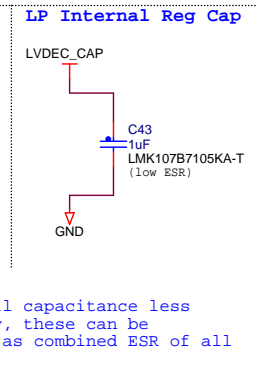 LP Internal Reg Cap
LVDEC_CAP
C43
1uF
LMK107B7105KA-T
(low ESR)
GND
capacitance less
, these can be
as combined ESR of all